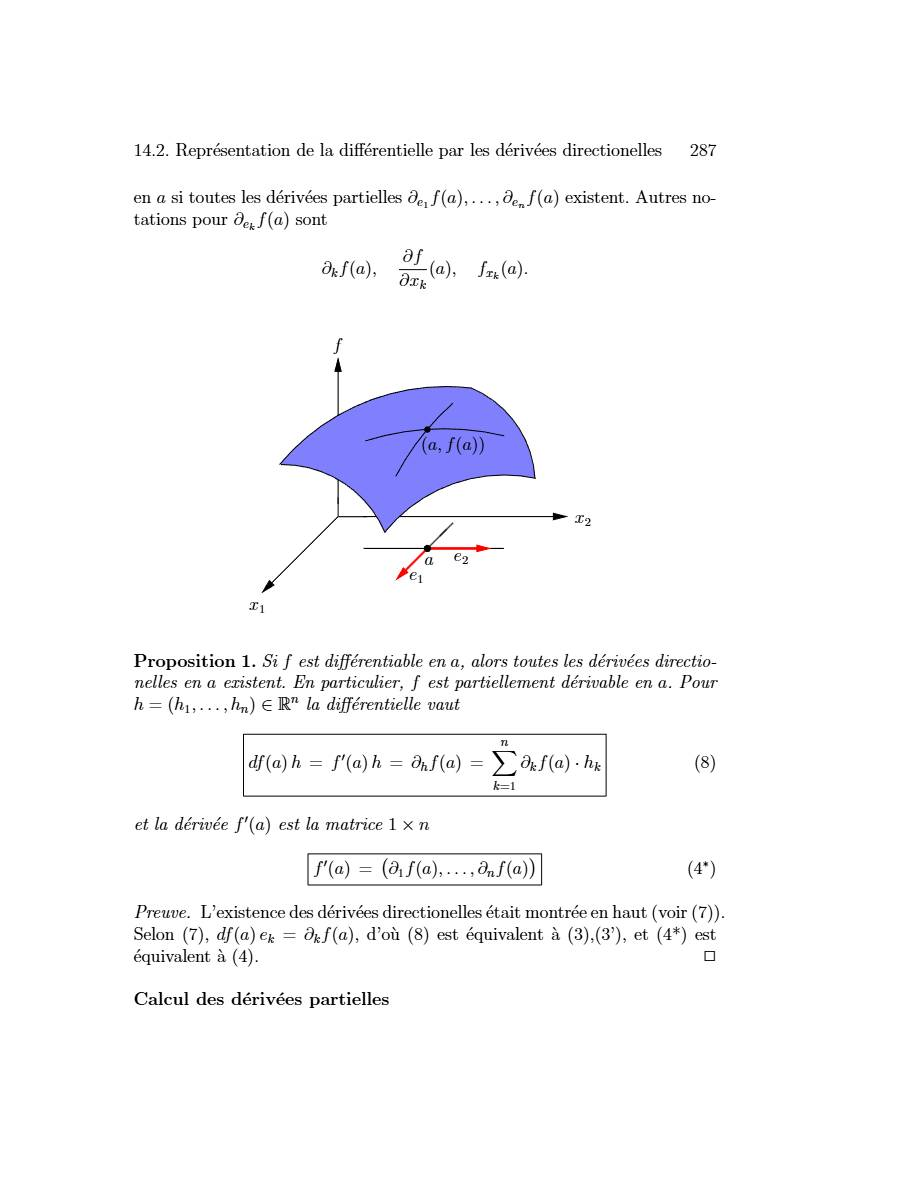 14.2. Représentation de la différentielle par les dérivées directionelles 287
en a si toutes les dérivées partielles ∂_{e_1} f(a), . . . , ∂_{e_n} f(a) existent. Autres no-
tations pour ∂_{e_k} f(a) sont
∂_k f(a), ∂f/∂x_k (a), f_{x_k}(a).
f
(a, f(a))
x_2
a
e_2
e_1
x_1
Proposition 1. Si f est différentiable en a, alors toutes les dérivées directio-
nelles en a existent. En particulier, f est partiellement dérivable en a. Pour
h = (h_1, . . . , h_n) ∈ ℝ^n la différentielle vaut
df(a) h = f′(a) h = ∂_h f(a) = ∑_{k=1}^{n} ∂_k f(a) · h_k (8)
et la dérivée f′(a) est la matrice 1 × n
f′(a) = (∂_1 f(a), . . . , ∂_n f(a)) (4*)
Preuve. L'existence des dérivées directionelles était montrée en haut (voir (7)).
Selon (7), df(a) e_k = ∂_k f(a), d'où (8) est équivalent à (3),(3'), et (4*) est
équivalent à (4). □
Calcul des dérivées partielles